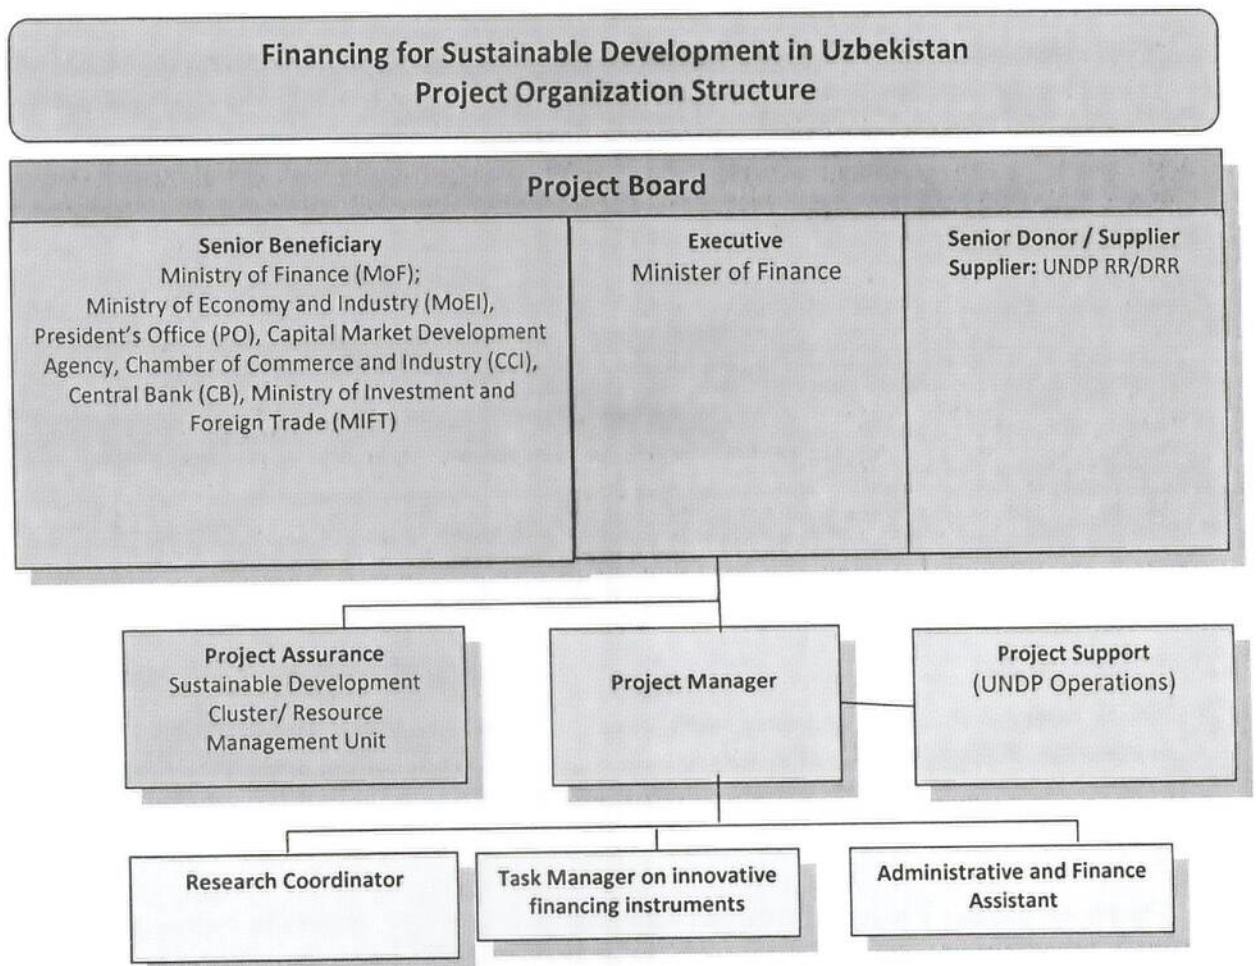 Financing for Sustainable Development in Uzbekistan
Project Organization Structure
Project Board
Senior Beneficiary
Ministry of Finance (MoF);
Ministry of Economy and Industry (MoEI),
President's Office (PO), Capital Market Development
Agency, Chamber of Commerce and Industry (CCI),
Central Bank (CB), Ministry of Investment and
Foreign Trade (MIFT)
Executive
Minister of Finance
Senior Donor / Supplier
Supplier: UNDP RR/DRR
Project Assurance
Sustainable Development
Cluster/ Resource
Management Unit
Project Manager
Project Support
(UNDP Operations)
Research Coordinator
Task Manager on innovative
financing instruments
Administrative and Finance
Assistant